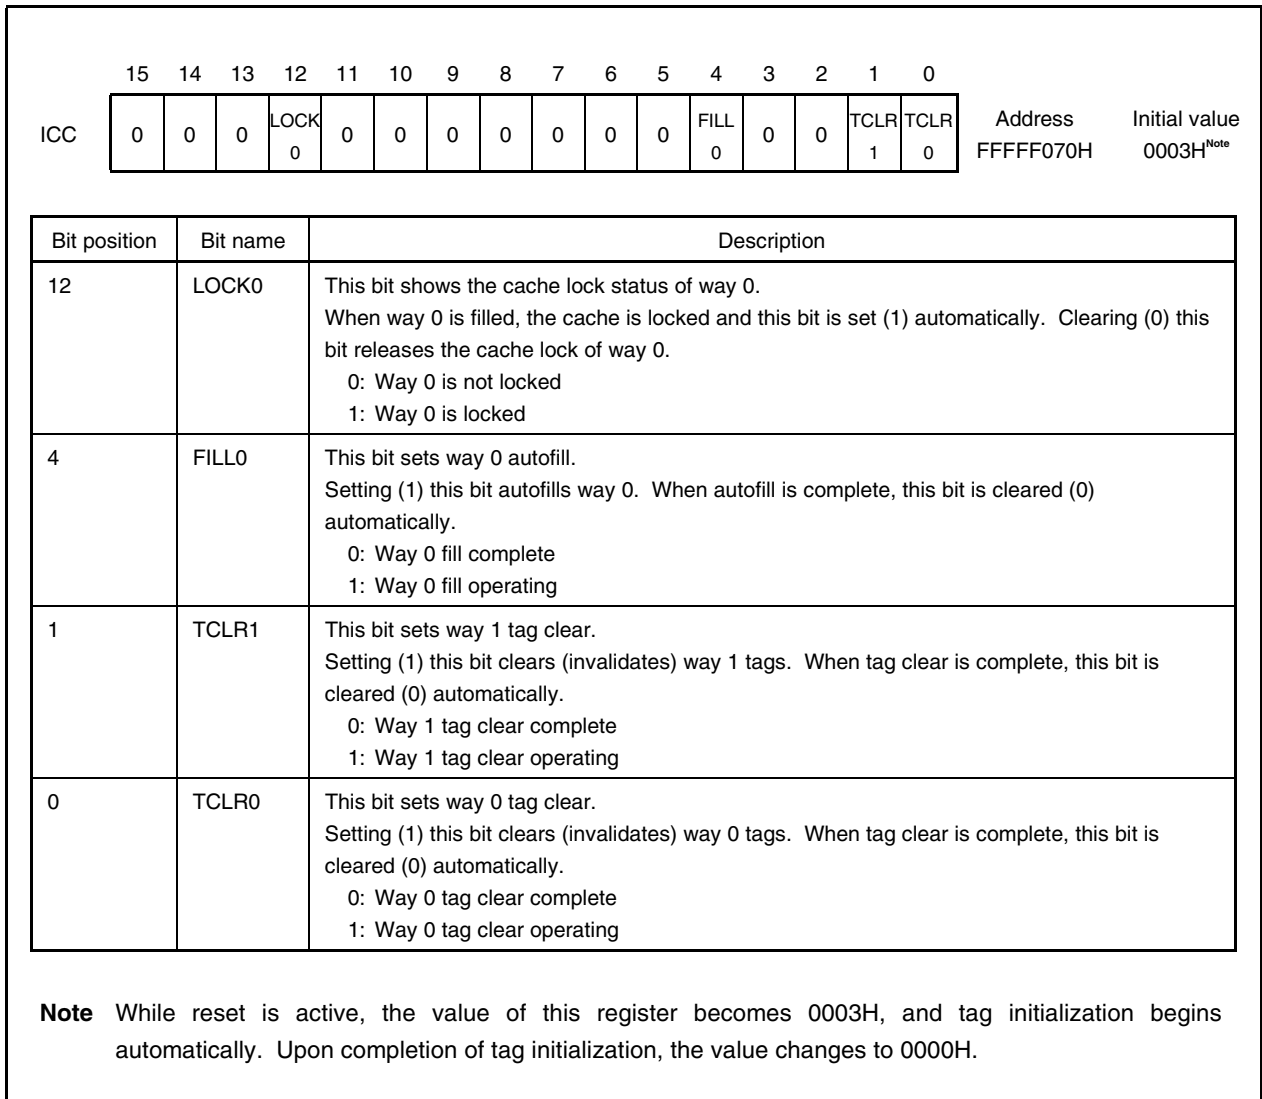 15 14 13 12 11 10 9 8 7 6 5 4 3 2 1 0
ICC 0 0 0 LOCK0 0 0 0 0 0 0 0 FILL0 0 0 TCLR1 TCLR0 Address FFFFF070H Initial value 0003HNote
Bit position Bit name Description
12 LOCK0 This bit shows the cache lock status of way 0.
When way 0 is filled, the cache is locked and this bit is set (1) automatically. Clearing (0) this
bit releases the cache lock of way 0.
0: Way 0 is not locked
1: Way 0 is locked
4 FILL0 This bit sets way 0 autofill.
Setting (1) this bit autofills way 0. When autofill is complete, this bit is cleared (0)
automatically.
0: Way 0 fill complete
1: Way 0 fill operating
1 TCLR1 This bit sets way 1 tag clear.
Setting (1) this bit clears (invalidates) way 1 tags. When tag clear is complete, this bit is
cleared (0) automatically.
0: Way 1 tag clear complete
1: Way 1 tag clear operating
0 TCLR0 This bit sets way 0 tag clear.
Setting (1) this bit clears (invalidates) way 0 tags. When tag clear is complete, this bit is
cleared (0) automatically.
0: Way 0 tag clear complete
1: Way 0 tag clear operating
Note While reset is active, the value of this register becomes 0003H, and tag initialization begins
automatically. Upon completion of tag initialization, the value changes to 0000H.